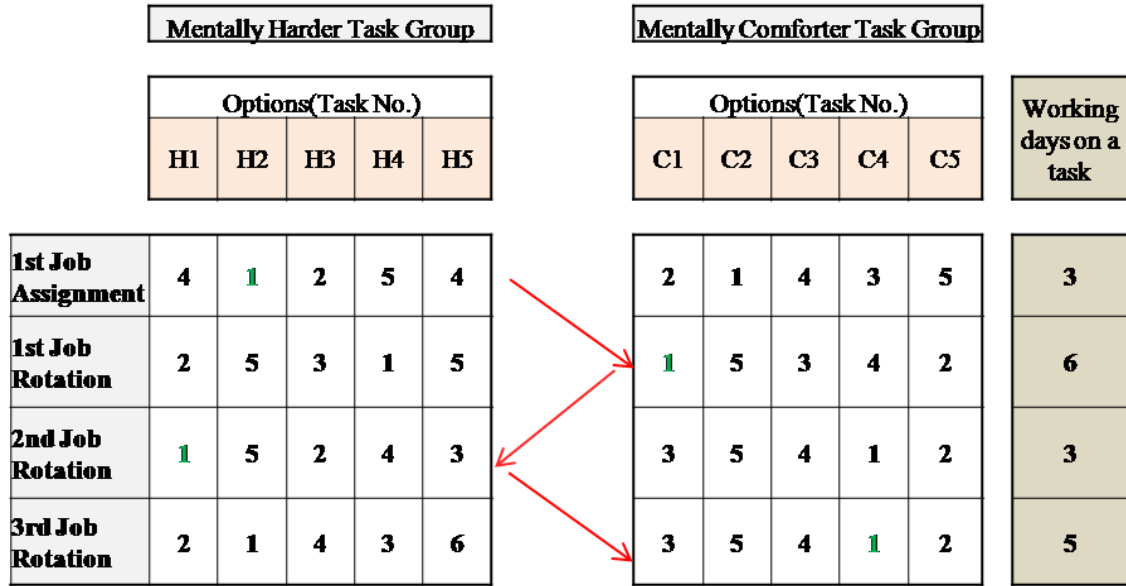 Mentally Harder Task Group
Mentally Comforter Task Group
Options(Task No.)
Options(Task No.)
Working
days on a
task
H1 H2 H3 H4 H5
C1 C2 C3 C4 C5
1st Job
Assignment
4 1 2 5 4
2 1 4 3 5
3
1st Job
Rotation
2 5 3 1 5
1 5 3 4 2
6
2nd Job
Rotation
1 5 2 4 3
3 5 4 1 2
3
3rd Job
Rotation
2 1 4 3 6
3 5 4 1 2
5